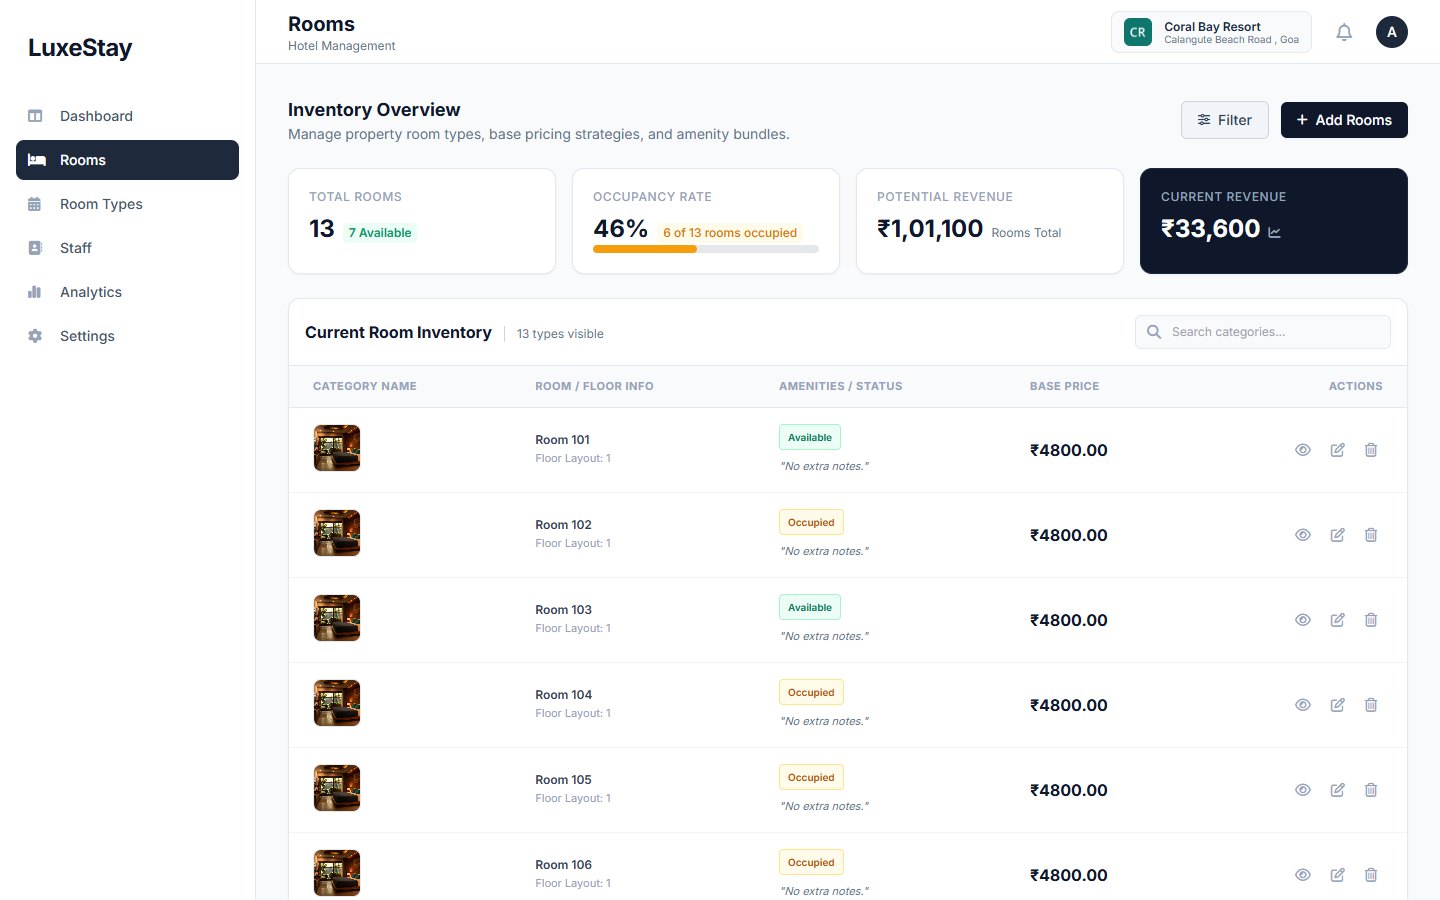 LuxeStay
Dashboard
Rooms
Room Types
Staff
Analytics
Settings
Rooms
Hotel Management
CR
Coral Bay Resort
Calangute Beach Road , Goa
A
Inventory Overview
Manage property room types, base pricing strategies, and amenity bundles.
Filter
+ Add Rooms
TOTAL ROOMS
13 7 Available
OCCUPANCY RATE
46% 6 of 13 rooms occupied
POTENTIAL REVENUE
₹1,01,100 Rooms Total
CURRENT REVENUE
₹33,600
Current Room Inventory
13 types visible
Search categories...
CATEGORY NAME ROOM / FLOOR INFO AMENITIES / STATUS BASE PRICE ACTIONS
Room 101
Floor Layout: 1
Available
"No extra notes."
₹4800.00
Room 102
Floor Layout: 1
Occupied
"No extra notes."
₹4800.00
Room 103
Floor Layout: 1
Available
"No extra notes."
₹4800.00
Room 104
Floor Layout: 1
Occupied
"No extra notes."
₹4800.00
Room 105
Floor Layout: 1
Occupied
"No extra notes."
₹4800.00
Room 106
Floor Layout: 1
Occupied
"No extra notes."
₹4800.00